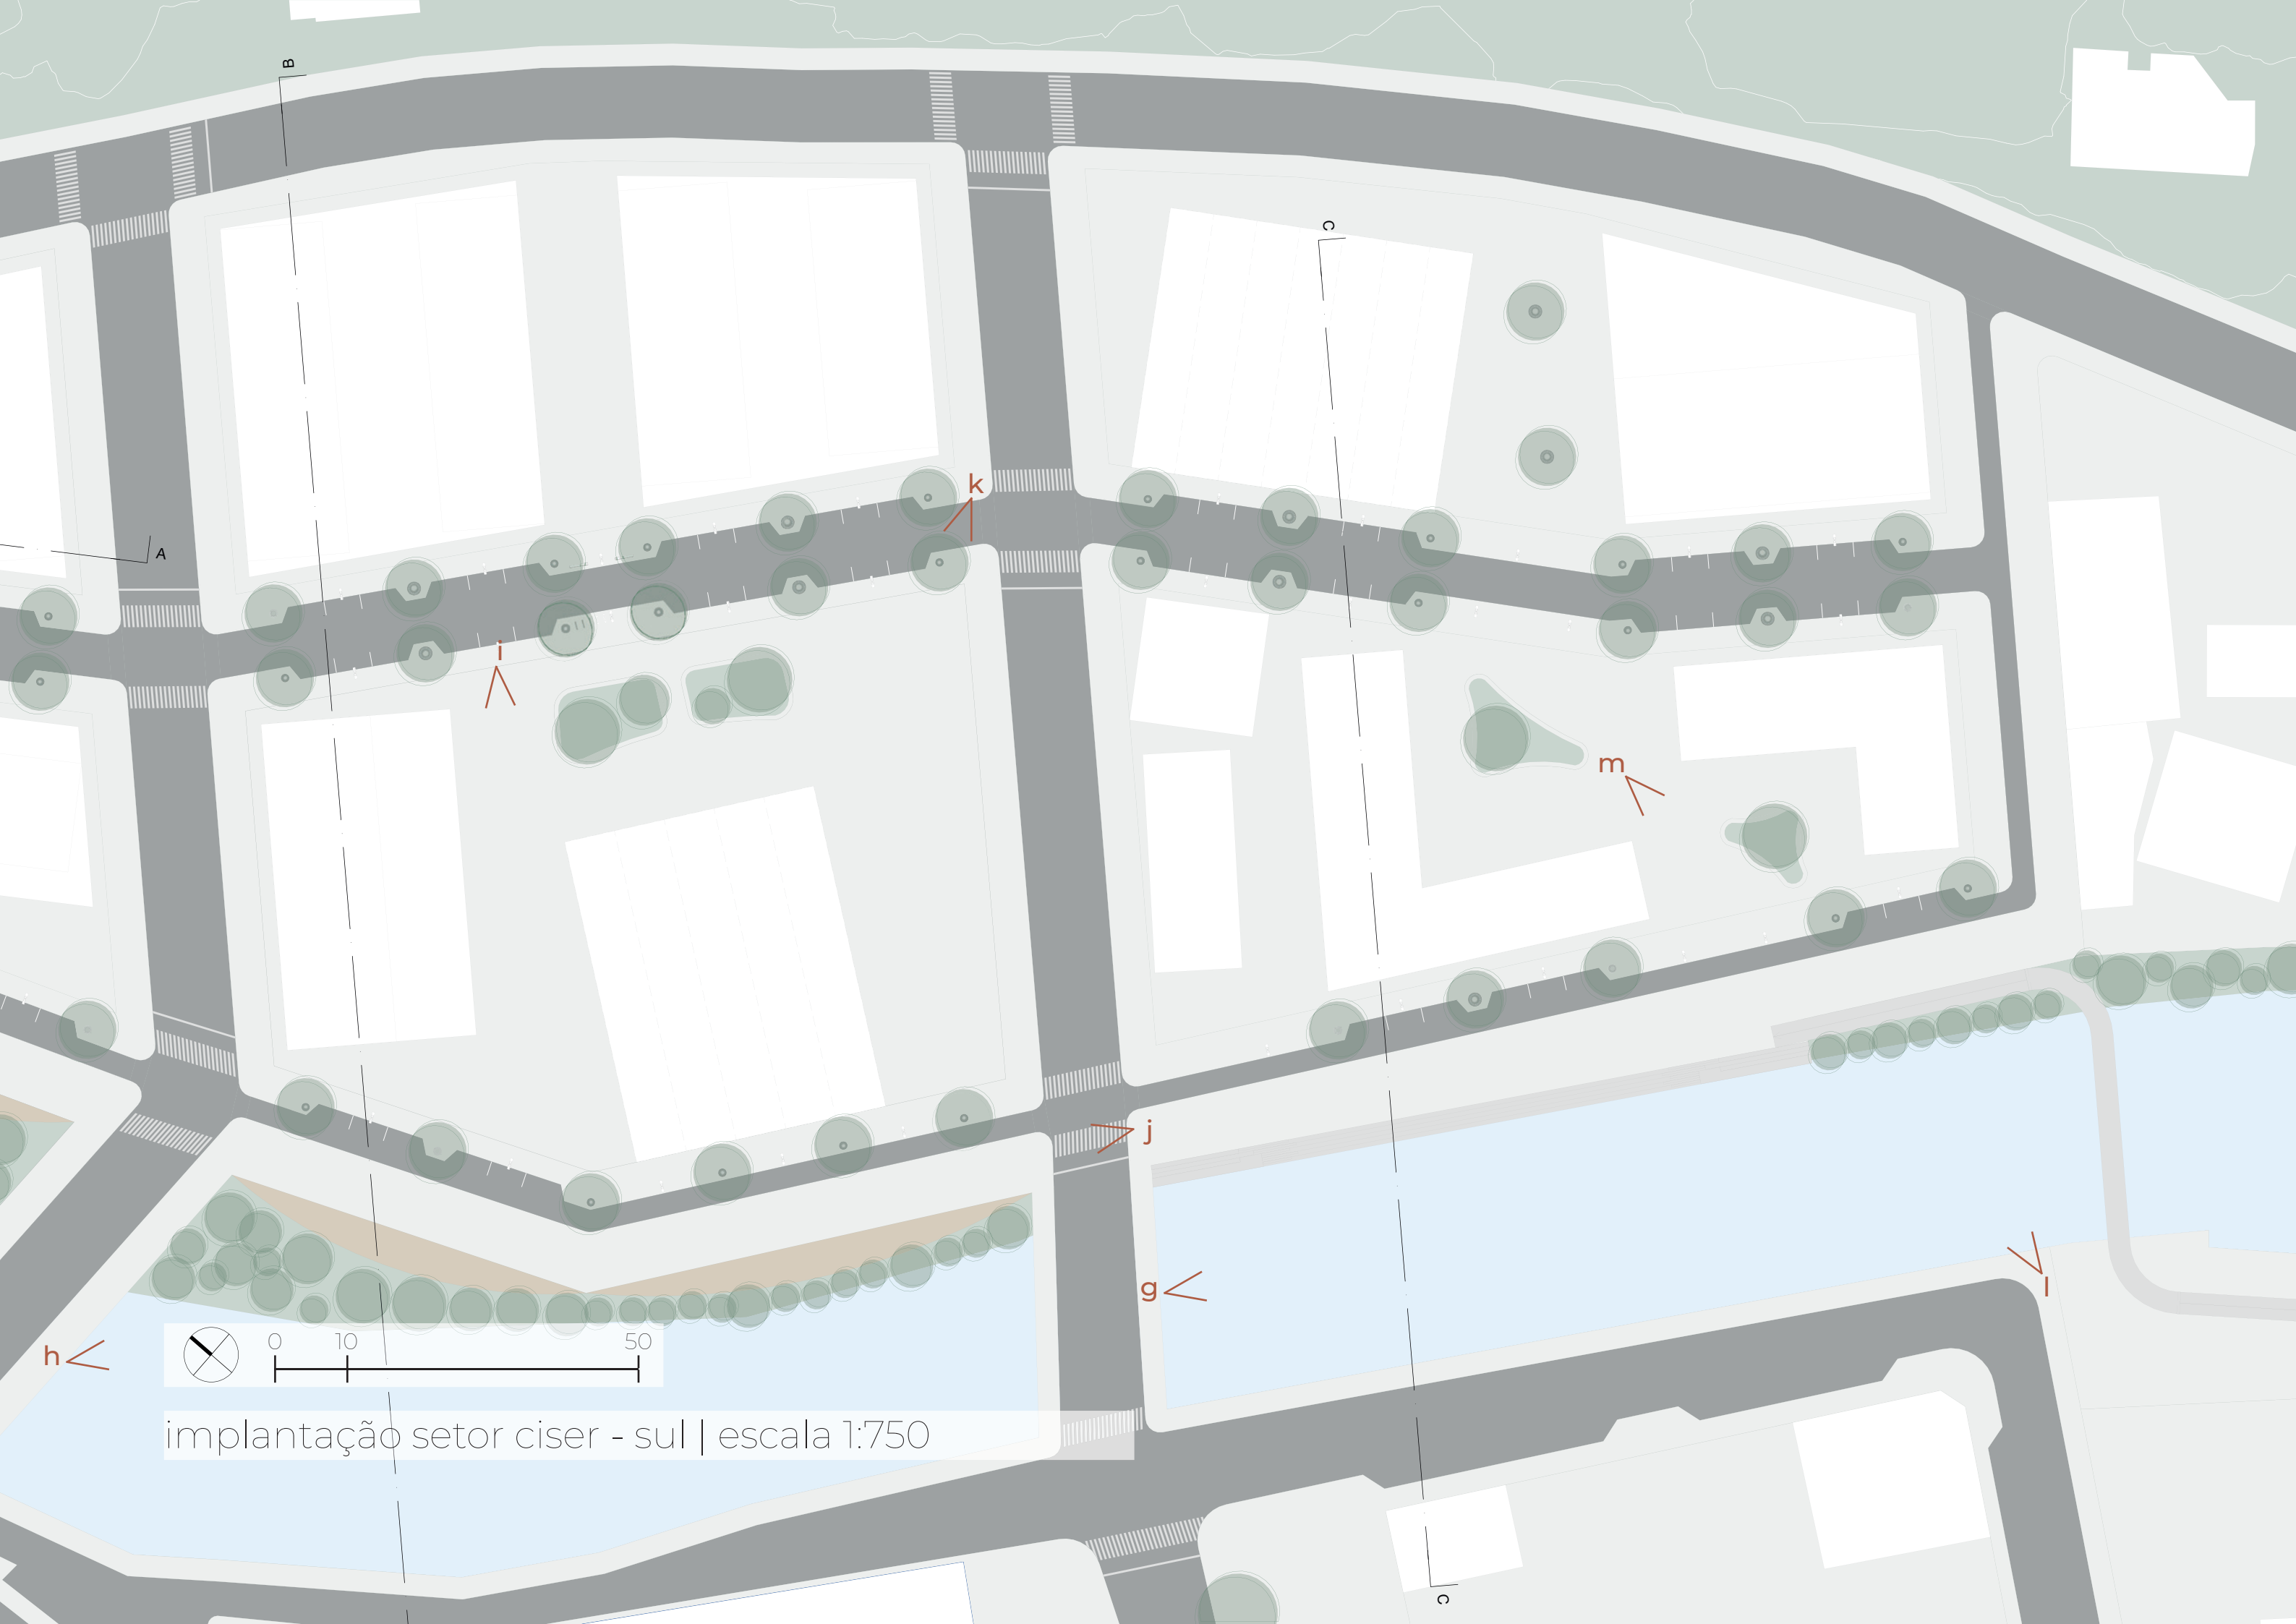 B
C
k
A
i
m
j
g
l
h
0 10 50
implantação setor ciser - sul | escala 1:750
C